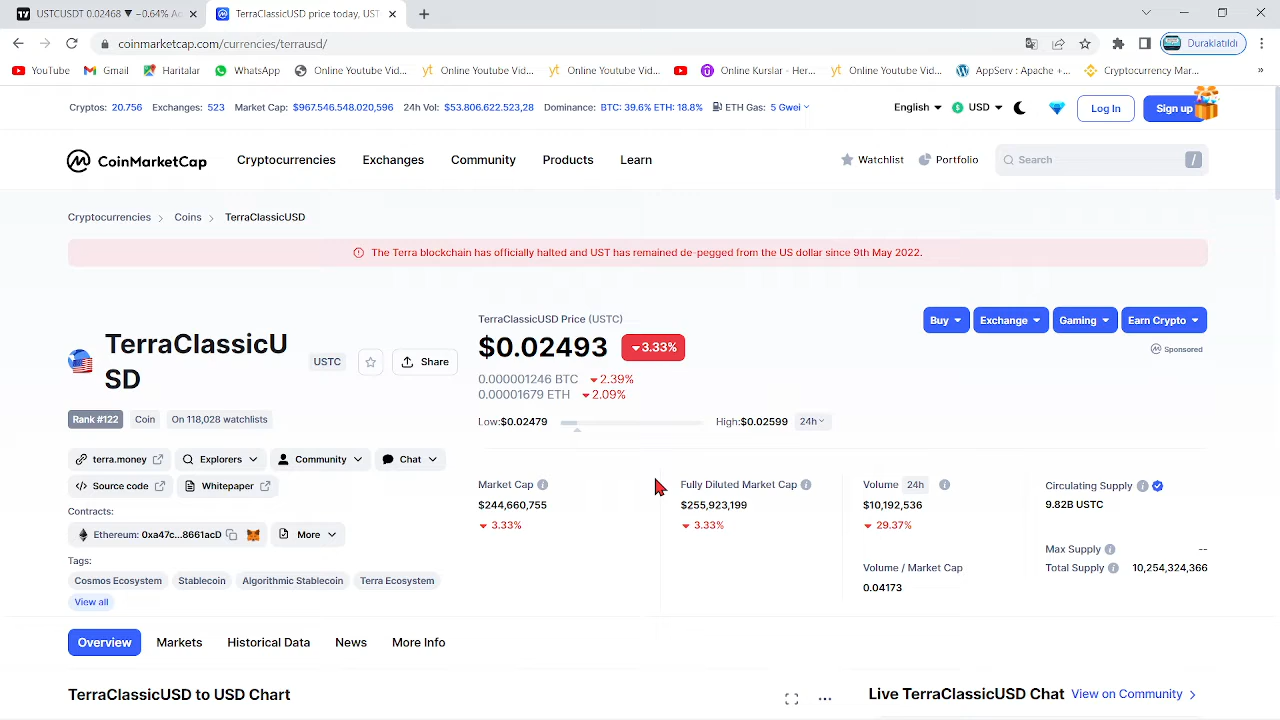 USTCUSDT 0.02468 ▼ −0.64%
TerraClassicUSD price today, UST
coinmarketcap.com/currencies/terrausd/
Duraklatıldı
YouTube
Gmail
Haritalar
WhatsApp
Online Youtube Vid...
Online Youtube Vid...
Online Youtube Vid...
Online Kurslar - Her...
Online Youtube Vid...
AppServ : Apache +...
Cryptocurrency Mar...
»
Cryptos: 20.756 Exchanges: 523 Market Cap: $967,546.548.020,596 24h Vol: $53.806.622.523,28 Dominance: BTC: 39.6% ETH: 18.8% ETH Gas: 5 Gwei
English USD Log In Sign up
CoinMarketCap Cryptocurrencies Exchanges Community Products Learn
Watchlist Portfolio Search /
Cryptocurrencies > Coins > TerraClassicUSD
The Terra blockchain has officially halted and UST has remained de-pegged from the US dollar since 9th May 2022.
TerraClassicU
SD
USTC
Share
Rank #122 Coin On 118,028 watchlists
terra.money Explorers Community Chat
Source code Whitepaper
Contracts:
Ethereum: 0xa47c...8661acD More
Tags:
Cosmos Ecosystem Stablecoin Algorithmic Stablecoin Terra Ecosystem
View all
TerraClassicUSD Price (USTC)
$0.02493 3.33%
0.000001246 BTC 2.39%
0.00001679 ETH 2.09%
Low:$0.02479 High:$0.02599 24h
Buy Exchange Gaming Earn Crypto
Sponsored
Market Cap
$244,660,755
3.33%
Fully Diluted Market Cap
$255,923,199
3.33%
Volume 24h
$10,192,536
29.37%
Volume / Market Cap
0.04173
Circulating Supply
9.82B USTC
Max Supply --
Total Supply 10,254,324,366
Overview Markets Historical Data News More Info
TerraClassicUSD to USD Chart
Live TerraClassicUSD Chat View on Community >